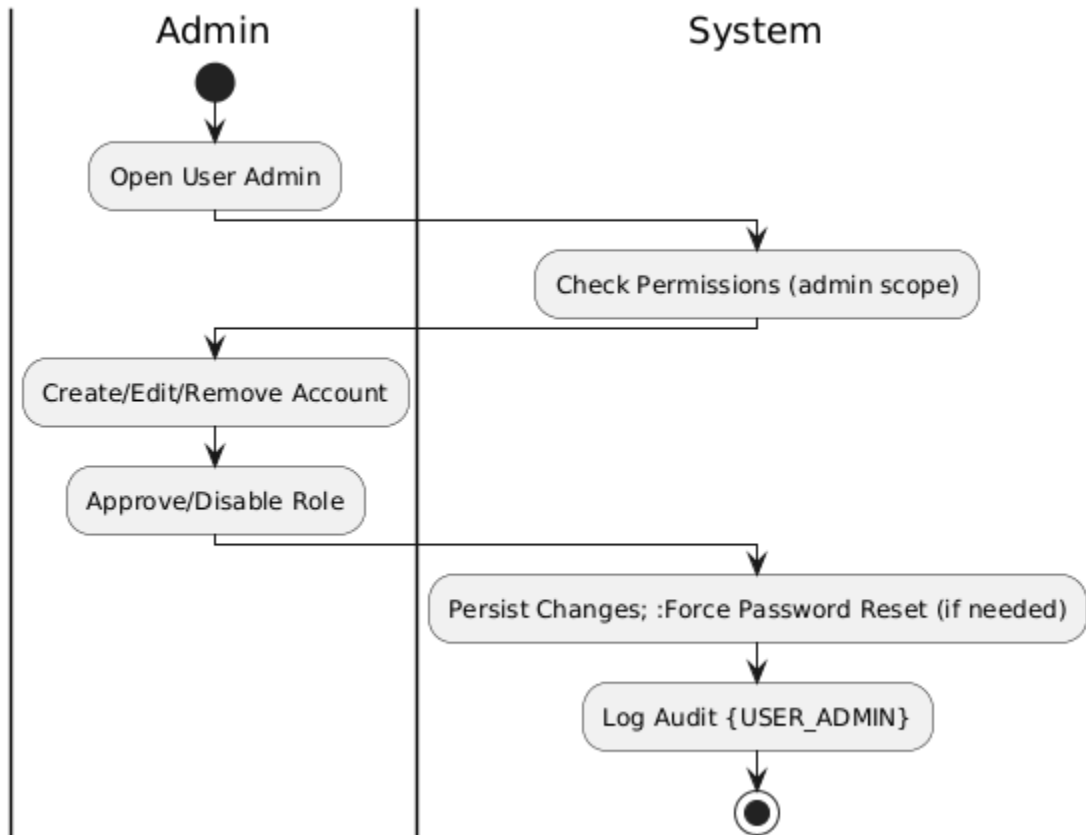 Admin
System
Open User Admin
Check Permissions (admin scope)
Create/Edit/Remove Account
Approve/Disable Role
Persist Changes; :Force Password Reset (if needed)
Log Audit {USER_ADMIN}